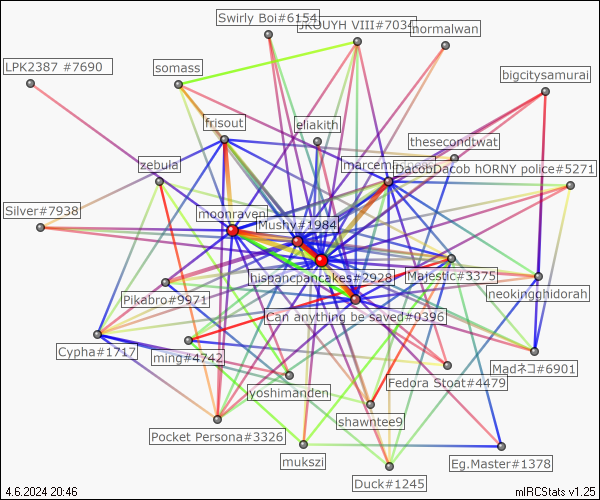 Swirly Boi#6154
JKOUYH VIII#7034
normalwan
LPK2387 #7690
somass
bigcitysamurai
frisout
eliakith
thesecondtwat
zebula
DacobDacob hORNY police#5271
Silver#7938
moonraven
Mushy#1984
hispancpancakes#2928
Majestic#3375
Pikabro#9971
neokingghidorah
Can anything be saved#0396
Cypha#1717
ming#4742
Madネコ#6901
yoshimanden
Fedora Stoat#4479
shawntee9
Pocket Persona#3326
mukszi
Eg.Master#1378
Duck#1245
4.6.2024 20:46
mIRCStats v1.25